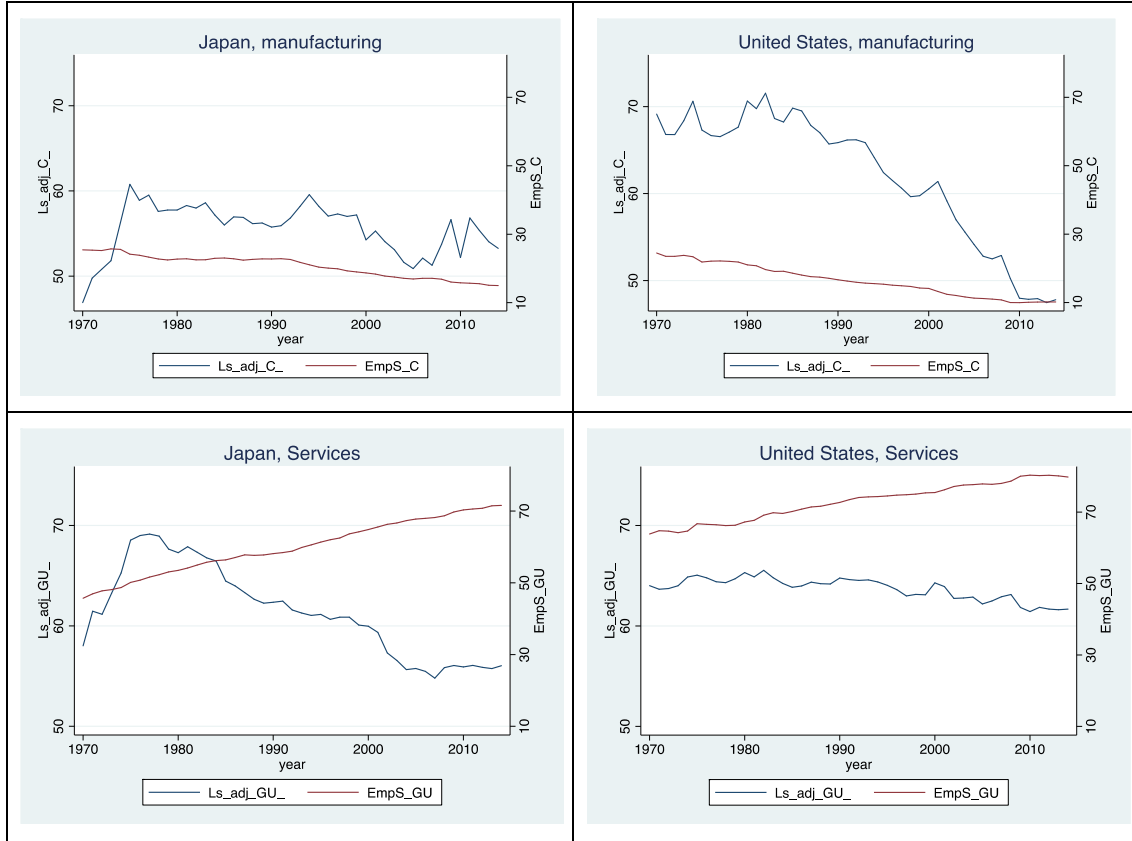 Japan, manufacturing
Ls_adj_C_
50 60 70
EmpS_C
10 30 50 70
1970 1980 1990 2000 2010
year
Ls_adj_C_ EmpS_C
United States, manufacturing
Ls_adj_C_
50 60 70
EmpS_C
10 30 50 70
1970 1980 1990 2000 2010
year
Ls_adj_C_ EmpS_C
Japan, Services
Ls_adj_GU_
50 60 70
EmpS_GU
10 30 50 70
1970 1980 1990 2000 2010
year
Ls_adj_GU_ EmpS_GU
United States, Services
Ls_adj_GU_
50 60 70
EmpS_GU
10 30 50 70
1970 1980 1990 2000 2010
year
Ls_adj_GU_ EmpS_GU